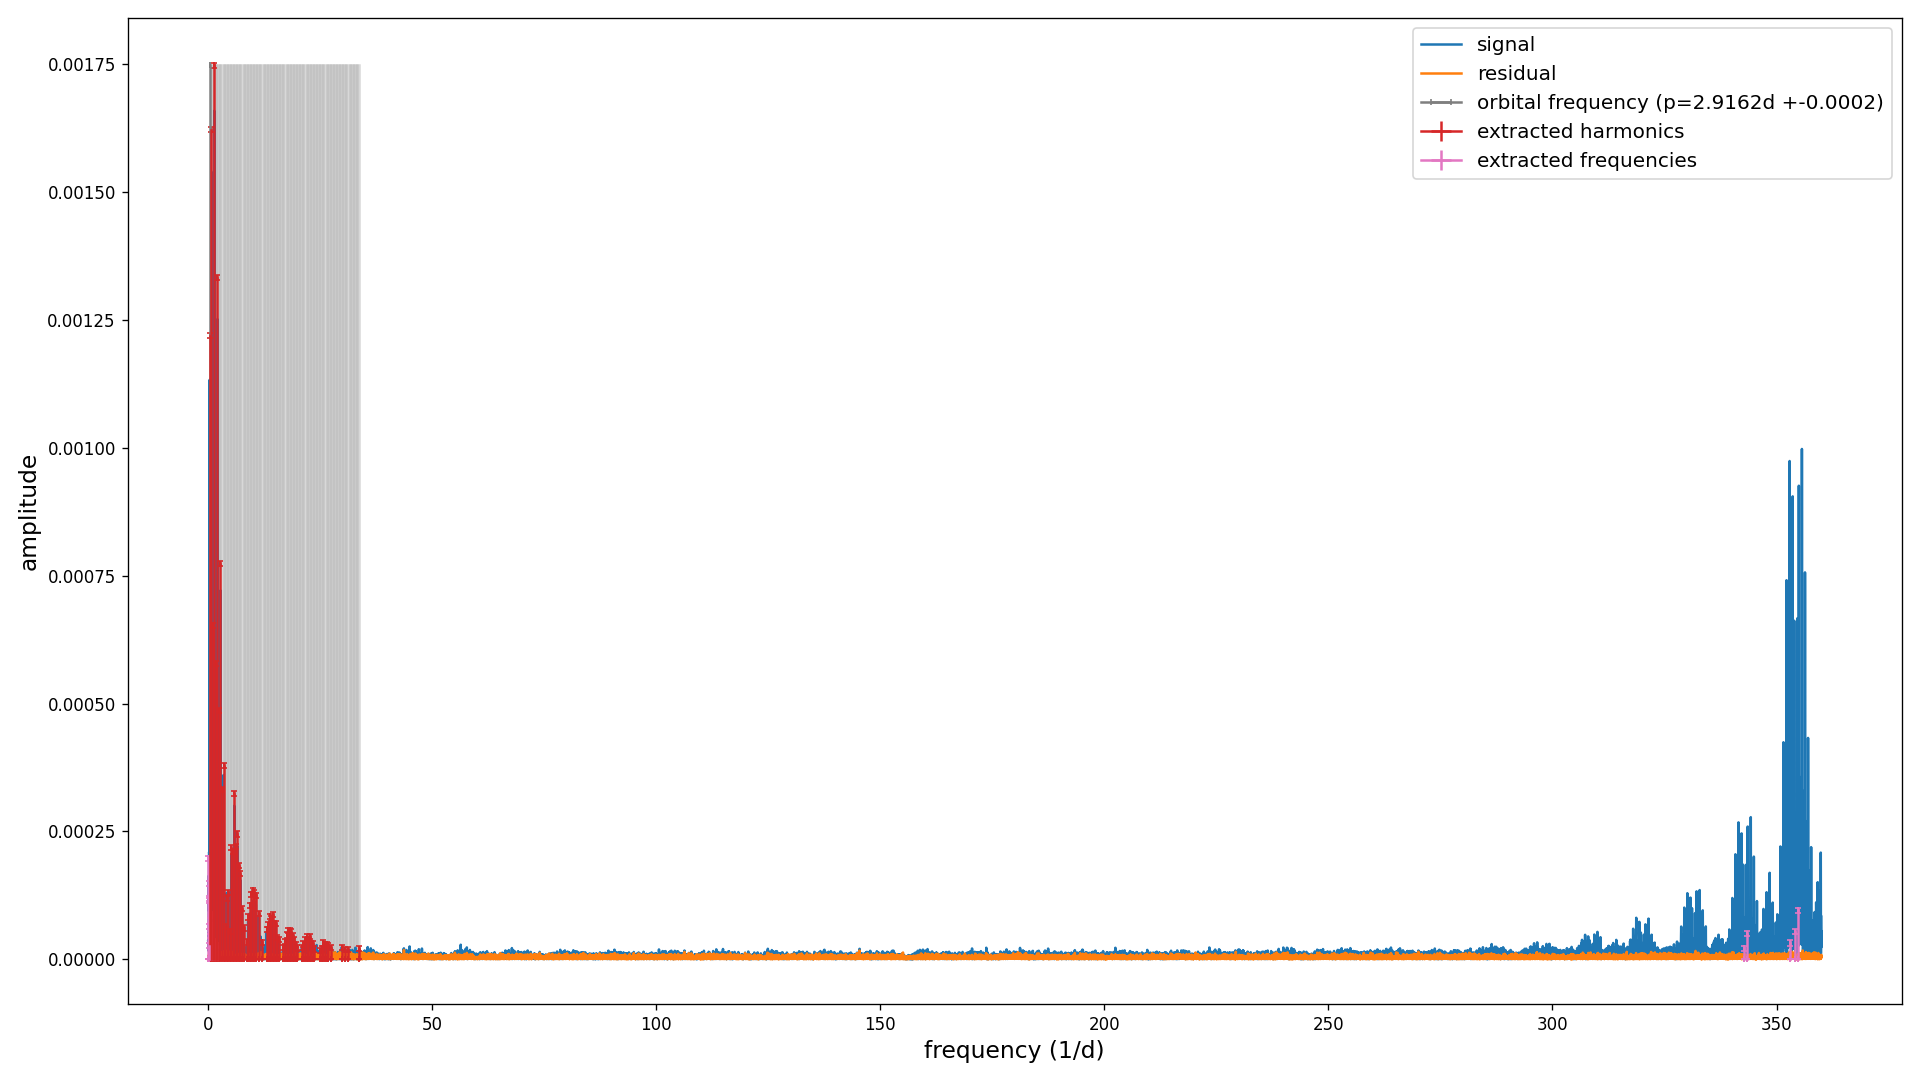 signal
residual
orbital frequency (p=2.9162d +-0.0002)
extracted harmonics
extracted frequencies
0.00175
0.00150
0.00125
0.00100
0.00075
0.00050
0.00025
0.00000
amplitude
0 50 100 150 200 250 300 350
frequency (1/d)